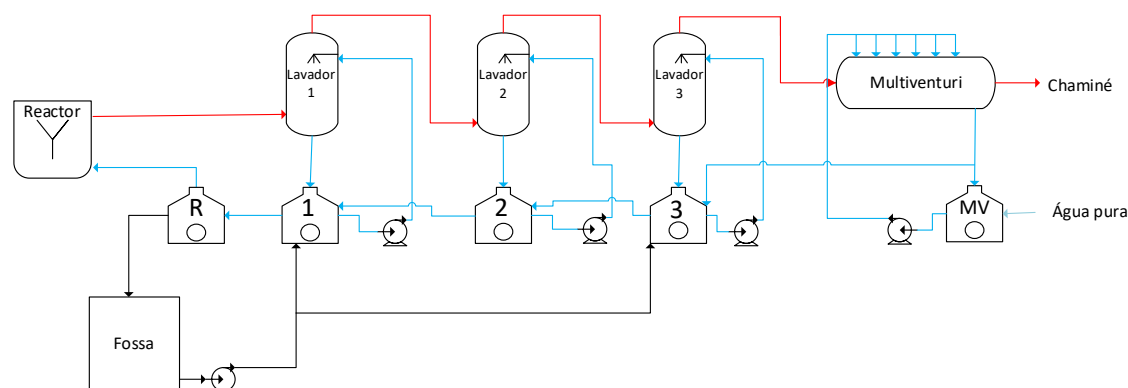 Reactor
Lavador
1
Lavador
2
Lavador
3
Multiventuri
Chaminé
R
1
2
3
MV
Água pura
Fossa